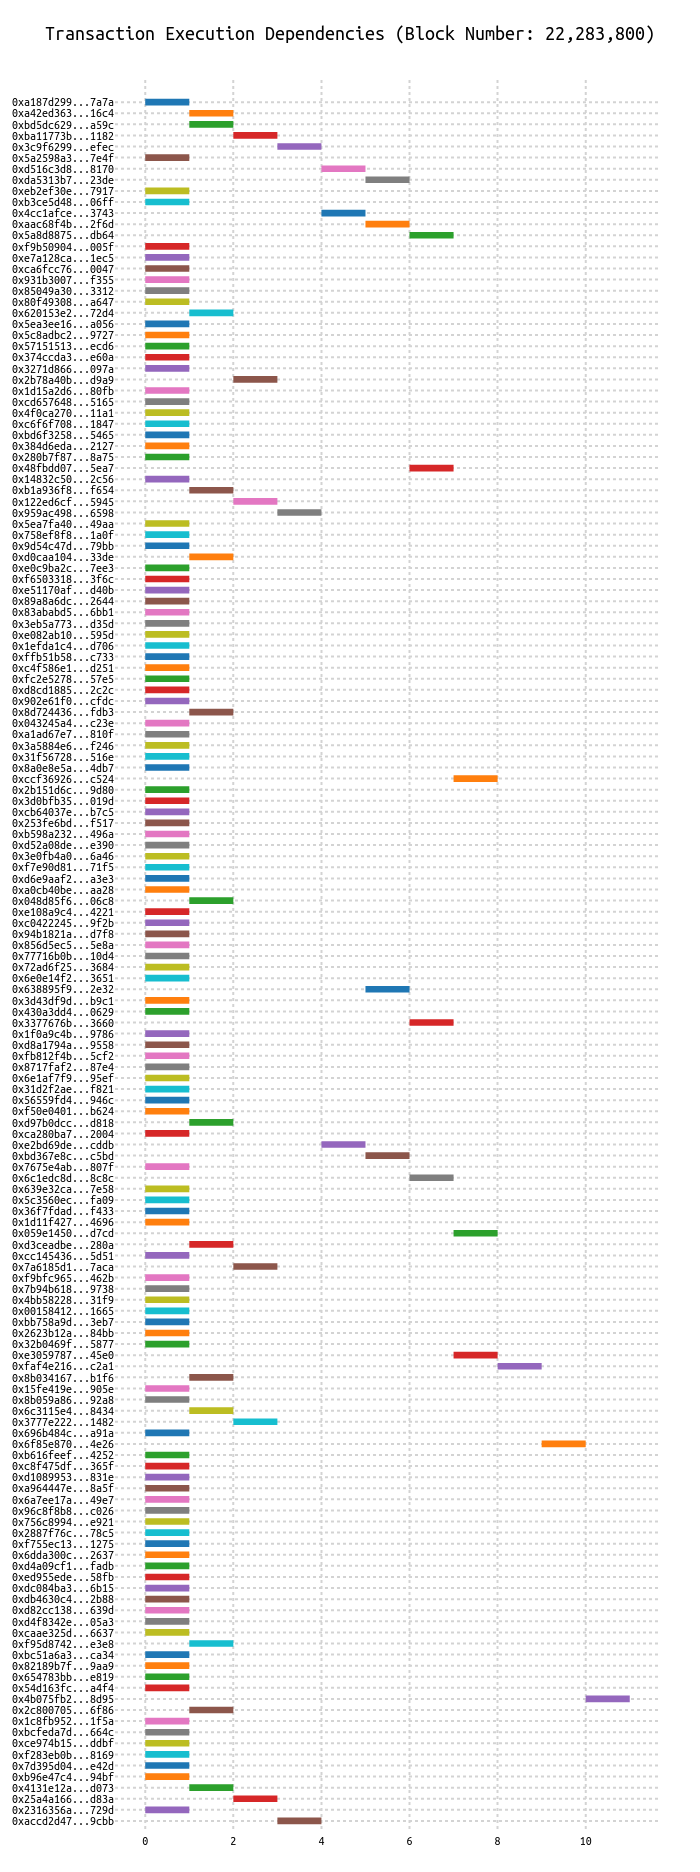 Transaction Execution Dependencies (Block Number: 22,283,800)
0xa187d299...7a7a
0xa42ed363...16c4
0xbd5dc629...a59c
0xba11773b...1182
0x3c9f6299...efec
0x5a2598a3...7e4f
0xd516c3d8...8170
0xda5313b7...23de
0xeb2ef30e...7917
0xb3ce5d48...06ff
0x4cc1afce...3743
0xaac68f4b...2f6d
0x5a8d8875...db64
0xf9b50904...005f
0xe7a128ca...1ec5
0xca6fcc76...0047
0x931b3007...f355
0x85049a30...3312
0x80f49308...a647
0x620153e2...72d4
0x5ea3ee16...a056
0x5c8adbc2...9727
0x57151513...ecd6
0x374ccda3...e60a
0x3271d866...097a
0x2b78a40b...d9a9
0x1d15a2d6...80fb
0xcd657648...5165
0x4f0ca270...11a1
0xc6f6f708...1847
0xbd6f3258...5465
0x384d6eda...2127
0x280b7f87...8a75
0x48fbdd07...5ea7
0x14832c50...2c56
0xb1a936f8...f654
0x122ed6cf...5945
0x959ac498...6598
0x5ea7fa40...49aa
0x758ef8f8...1a0f
0x9d54c47d...79bb
0xd0caa104...33de
0xe0c9ba2c...7ee3
0xf6503318...3f6c
0xe51170af...d40b
0x89a8a6dc...2644
0x83ababd5...6bb1
0x3eb5a773...d35d
0xe082ab10...595d
0x1efda1c4...d706
0xffb51b58...c733
0xc4f586e1...d251
0xfc2e5278...57e5
0xd8cd1885...2c2c
0x902e61f0...cfdc
0x8d724436...fdb3
0x043245a4...c23e
0xa1ad67e7...810f
0x3a5884e6...f246
0x31f56728...516e
0x8a0e8e5a...4db7
0xccf36926...c524
0x2b151d6c...9d80
0x3d0bfb35...019d
0xcb64037e...b7c5
0x253fe6bd...f517
0xb598a232...496a
0xd52a08de...e390
0x3e0fb4a0...6a46
0xf7e90d81...71f5
0xd6e9aaf2...a3e3
0xa0cb40be...aa28
0x048d85f6...06c8
0xe108a9c4...4221
0xc0422245...9f2b
0x94b1821a...d7f8
0x856d5ec5...5e8a
0x77716b0b...10d4
0x72ad6f25...3684
0x6e0e14f2...3651
0x638895f9...2e32
0x3d43df9d...b9c1
0x430a3dd4...0629
0x3377676b...3660
0x1f0a9c4b...9786
0xd8a1794a...9558
0xfb812f4b...5cf2
0x8717faf2...87e4
0x6e1af7f9...95ef
0x31d2f2ae...f821
0x56559fd4...946c
0xf50e0401...b624
0xd97b0dcc...d818
0xca280ba7...2004
0xe2bd69de...cddb
0xbd367e8c...c5bd
0x7675e4ab...807f
0x6c1edc8d...8c8c
0x639e32ca...7e58
0x5c3560ec...fa09
0x36f7fdad...f433
0x1d11f427...4696
0x059e1450...d7cd
0xd3ceadbe...280a
0xcc145436...5d51
0x7a6185d1...7aca
0xf9bfc965...462b
0x7b94b618...9738
0x4bb58228...31f9
0x00158412...1665
0xbb758a9d...3eb7
0x2623b12a...84bb
0x32b0469f...5877
0xe3059787...45e0
0xfaf4e216...c2a1
0x8b034167...b1f6
0x15fe419e...905e
0x8b059a86...92a8
0x6c3115e4...8434
0x3777e222...1482
0x696b484c...a91a
0x6f85e870...4e26
0xb616feef...4252
0xc8f475df...365f
0xd1089953...831e
0xa964447e...8a5f
0x6a7ee17a...49e7
0x96c8f8b8...c026
0x756c8994...e921
0x2887f76c...78c5
0xf755ec13...1275
0x6dda300c...2637
0xd4a09cf1...fadb
0xed955ede...58fb
0xdc084ba3...6b15
0xdb4630c4...2b88
0xd82cc138...639d
0xd4f8342e...05a3
0xcaae325d...6637
0xf95d8742...e3e8
0xbc51a6a3...ca34
0x82189b7f...9aa9
0x654783bb...e819
0x54d163fc...a4f4
0x4b075fb2...8d95
0x2c800705...6f86
0x1c8fb952...1f5a
0xbcfeda7d...664c
0xce974b15...ddbf
0xf283eb0b...8169
0x7d395d04...e42d
0xb96e47c4...94bf
0x4131e12a...d073
0x25a4a166...d83a
0x2316356a...729d
0xaccd2d47...9cbb
0 2 4 6 8 10